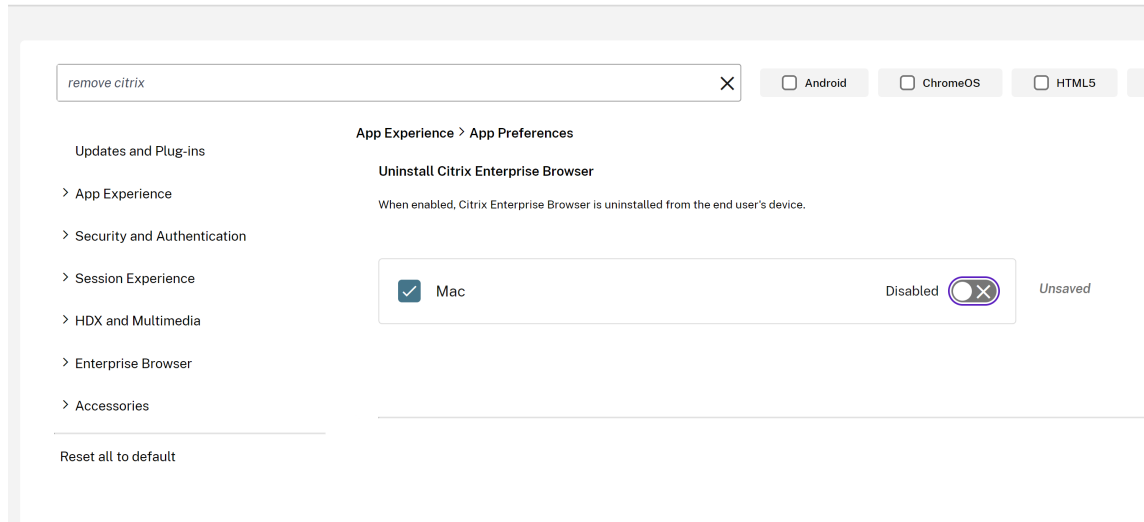 remove citrix
Android
ChromeOS
HTML5
Updates and Plug-ins
App Experience
Security and Authentication
Session Experience
HDX and Multimedia
Enterprise Browser
Accessories
Reset all to default
App Experience > App Preferences
Uninstall Citrix Enterprise Browser
When enabled, Citrix Enterprise Browser is uninstalled from the end user's device.
Mac
Disabled
Unsaved